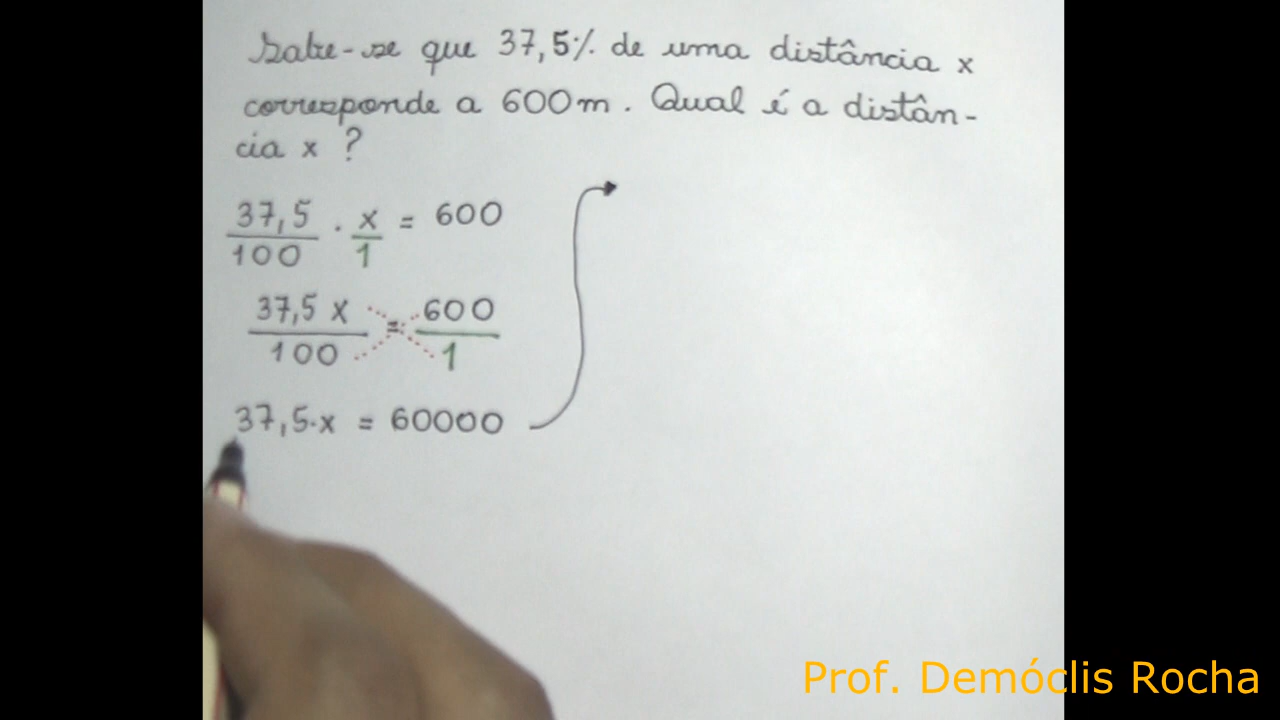 Sabe-se que 37,5% de uma distância x
corresponde a 600m. Qual é a distân-
cia x ?
37,5/100 · x/1 = 600
37,5 x/100 = 600/1
37,5·x = 60000
Prof. Demóclis Rocha